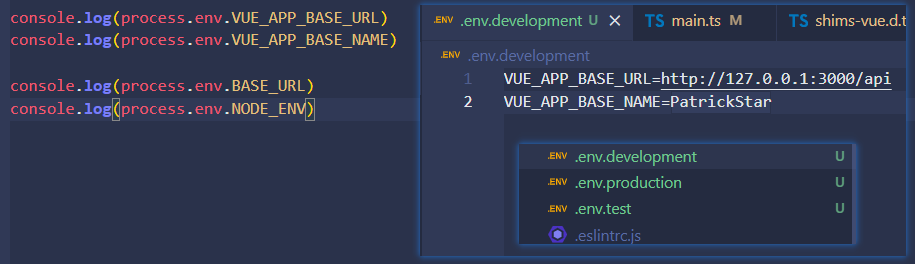 console.log(process.env.VUE_APP_BASE_URL)
console.log(process.env.VUE_APP_BASE_NAME)
console.log(process.env.BASE_URL)
console.log(process.env.NODE_ENV)
.ENV .env.development U × TS main.ts M TS shims-vue.d.t
.ENV .env.development
1 VUE_APP_BASE_URL=http://127.0.0.1:3000/api
2 VUE_APP_BASE_NAME=PatrickStar
.ENV .env.development U
.ENV .env.production U
.ENV .env.test U
.eslintrc.js